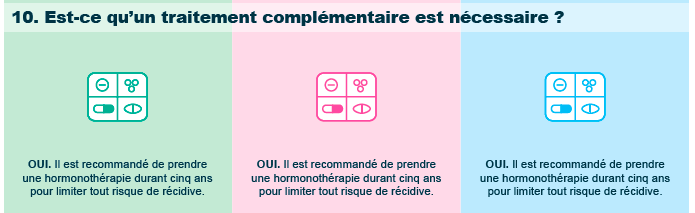 10. Est-ce qu’un traitement complémentaire est nécessaire ?
OUI. Il est recommandé de prendre
une hormonothérapie durant cinq ans
pour limiter tout risque de récidive.
OUI. Il est recommandé de prendre
une hormonothérapie durant cinq ans
pour limiter tout risque de récidive.
OUI. Il est recommandé de prendre
une hormonothérapie durant cinq ans
pour limiter tout risque de récidive.